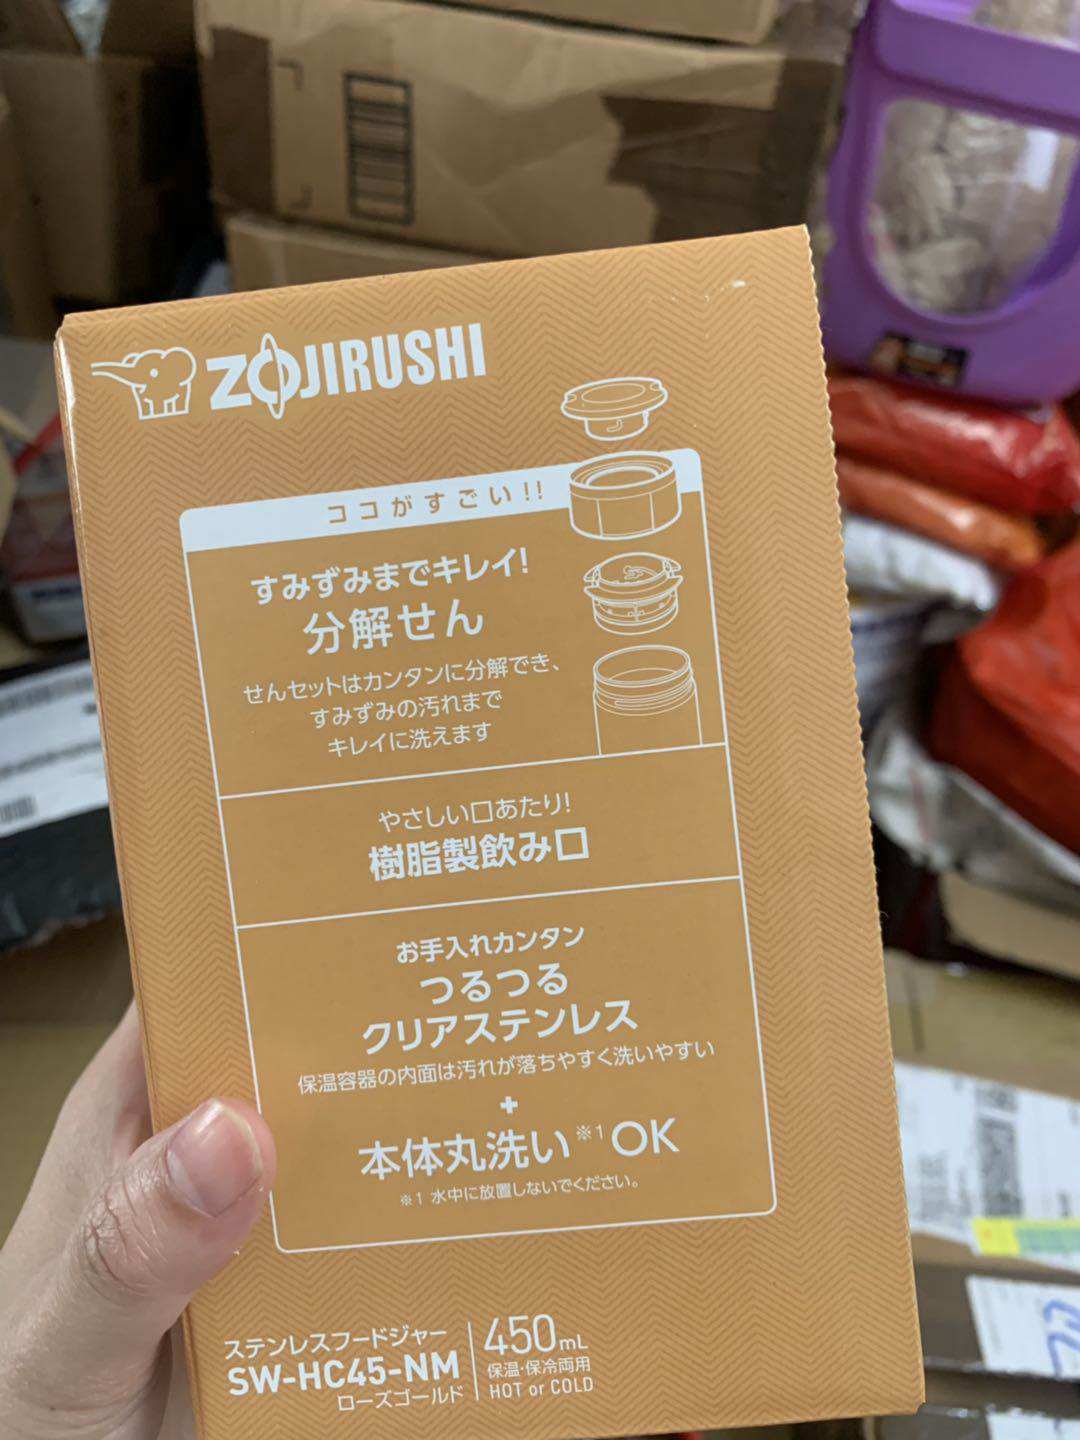 ZOJIRUSHI
ココがすごい!!
すみずみまでキレイ!
分解せん
せんセットはカンタンに分解でき、
すみずみの汚れまで
キレイに洗えます
やさしい口あたり!
樹脂製飲み口
お手入れカンタン
つるつる
クリアステンレス
保温容器の内面は汚れが落ちやすく洗いやすい
+
本体丸洗い※1 OK
※1 水中に放置しないでください。
ステンレスフードジャー
SW-HC45-NM
ローズゴールド
450mL
保温・保冷両用
HOT or COLD